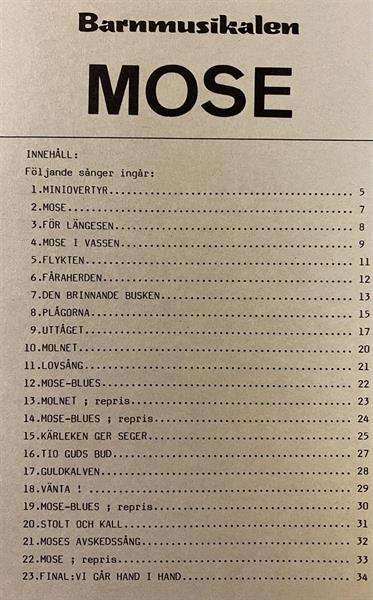 Barnmusikalen
MOSE
INNEHÅLL:
Följande sånger ingår:
1.MINIOVERTYR.......................................... 5
2.MOSE................................................. 7
3.FÖR LÄNGESEN......................................... 8
4.MOSE I VASSEN........................................ 9
5.FLYKTEN.............................................. 11
6.FÅRAHERDEN........................................... 12
7.DEN BRINNANDE BUSKEN................................. 13
8.PLÅGORNA............................................. 15
9.UTTÅGET.............................................. 17
10.MOLNET............................................... 20
11.LOVSÅNG.............................................. 21
12.MOSE-BLUES........................................... 22
13.MOLNET ; repris...................................... 23
14.MOSE-BLUES ; repris.................................. 24
15.KÄRLEKEN GER SEGER................................... 25
16.TIO GUDS BUD......................................... 27
17.GULDKALVEN........................................... 28
18.VÄNTA ! ............................................. 29
19.MOSE-BLUES ; repris.................................. 30
20.STOLT OCH KALL....................................... 31
21.MOSES AVSKEDSSÅNG.................................... 32
22.MOSE ; repris........................................ 33
23.FINAL:VI GÅR HAND I HAND............................. 34